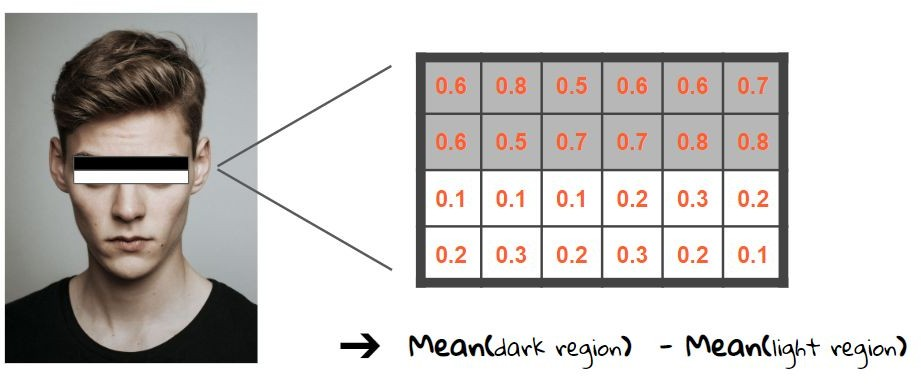 0.6 0.8 0.5 0.6 0.6 0.7
0.6 0.5 0.7 0.7 0.8 0.8
0.1 0.1 0.1 0.2 0.3 0.2
0.2 0.3 0.2 0.3 0.2 0.1
➔ Mean(dark region) - Mean(light region)